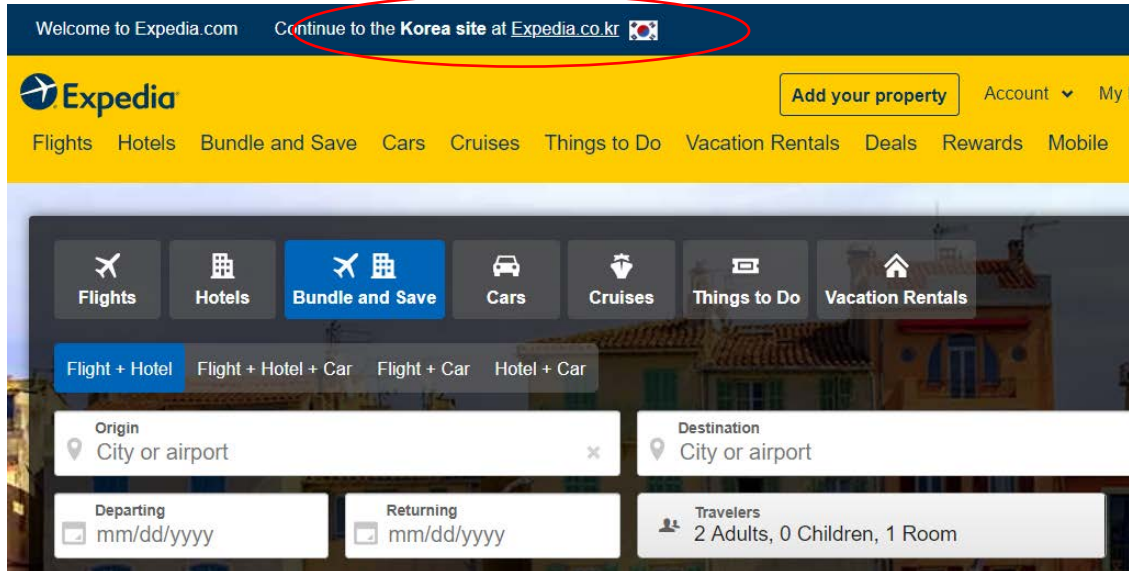 Welcome to Expedia.com Continue to the Korea site at Expedia.co.kr
Expedia Add your property Account My
Flights Hotels Bundle and Save Cars Cruises Things to Do Vacation Rentals Deals Rewards Mobile
Flights Hotels Bundle and Save Cars Cruises Things to Do Vacation Rentals
Flight + Hotel Flight + Hotel + Car Flight + Car Hotel + Car
Origin Destination
City or airport City or airport
Departing Returning Travelers
mm/dd/yyyy mm/dd/yyyy 2 Adults, 0 Children, 1 Room